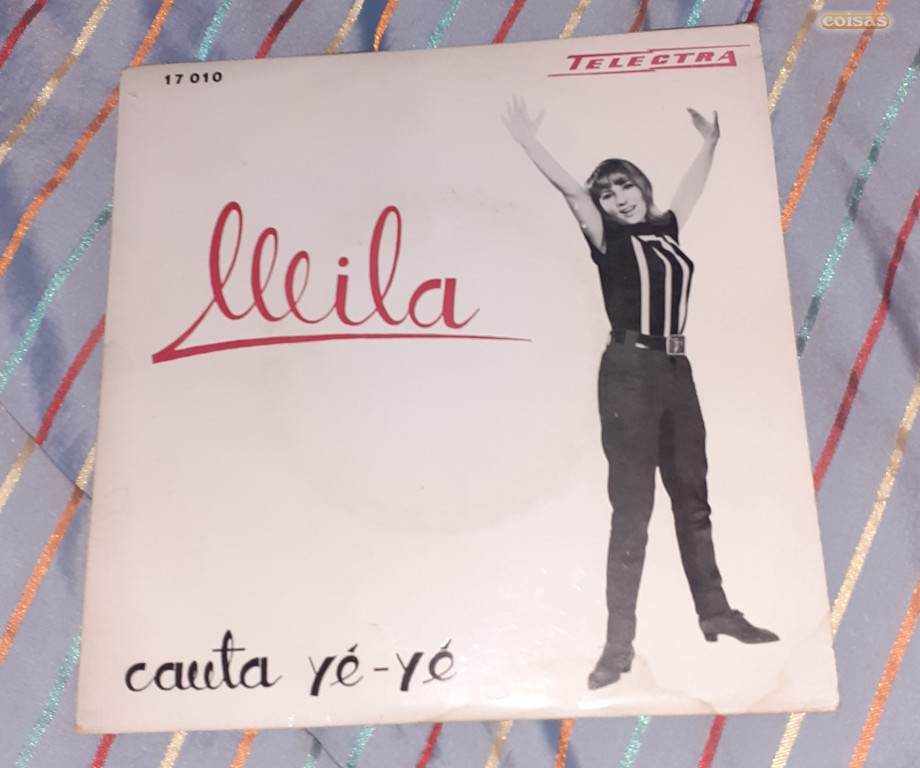 coisas
17 010
TELECTRA
Meila
canta yé-yé